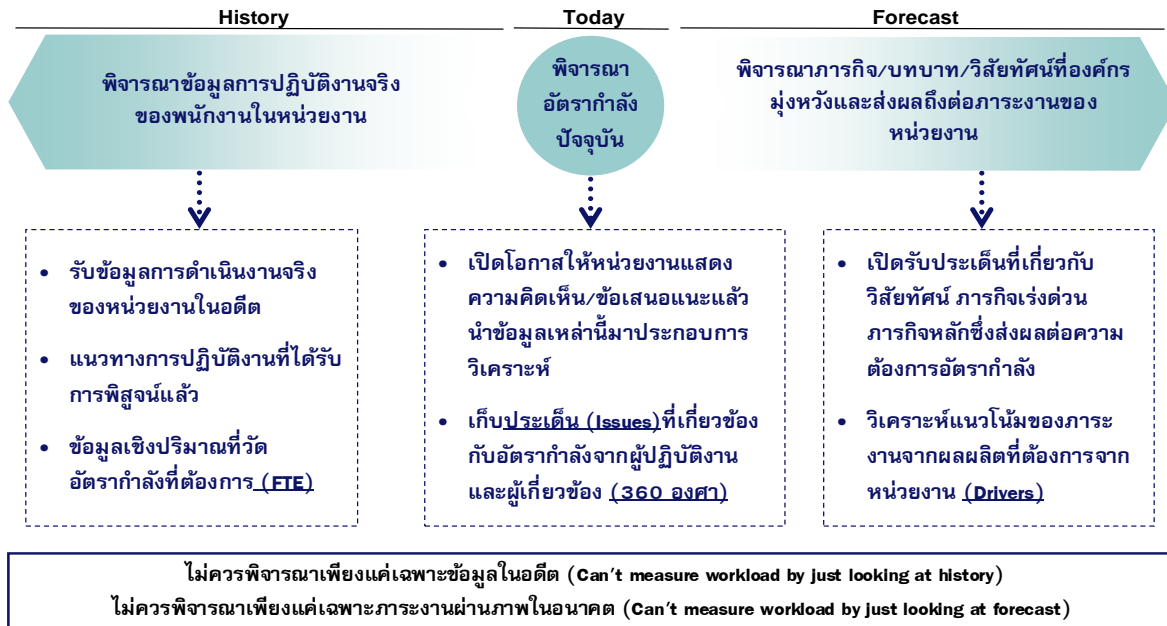 History
Today
Forecast
พิจารณาข้อมูลการปฏิบัติงานจริง
ของพนักงานในหน่วยงาน
พิจารณา
อัตรากำลัง
ปัจจุบัน
พิจารณาภารกิจ/บทบาท/วิสัยทัศน์ที่องค์กร
มุ่งหวังและส่งผลถึงต่อภาระงานของ
หน่วยงาน
• รับข้อมูลการดำเนินงานจริง
ของหน่วยงานในอดีต
• แนวทางการปฏิบัติงานที่ได้รับ
การพิสูจน์แล้ว
• ข้อมูลเชิงปริมาณที่วัด
อัตรากำลังที่ต้องการ (FTE)
• เปิดโอกาสให้หน่วยงานแสดง
ความคิดเห็น/ข้อเสนอแนะแล้ว
นำข้อมูลเหล่านี้มาประกอบการ
วิเคราะห์
• เก็บประเด็น (Issues)ที่เกี่ยวข้อง
กับอัตรากำลังจากผู้ปฏิบัติงาน
และผู้เกี่ยวข้อง (360 องศา)
• เปิดรับประเด็นที่เกี่ยวกับ
วิสัยทัศน์ ภารกิจเร่งด่วน
ภารกิจหลักซึ่งส่งผลต่อความ
ต้องการอัตรากำลัง
• วิเคราะห์แนวโน้มของภาระ
งานจากผลผลิตที่ต้องการจาก
หน่วยงาน (Drivers)
ไม่ควรพิจารณาเพียงแค่เฉพาะข้อมูลในอดีต (Can't measure workload by just looking at history)
ไม่ควรพิจารณาเพียงแค่เฉพาะภาระงานผ่านภาพในอนาคต (Can't measure workload by just looking at forecast)